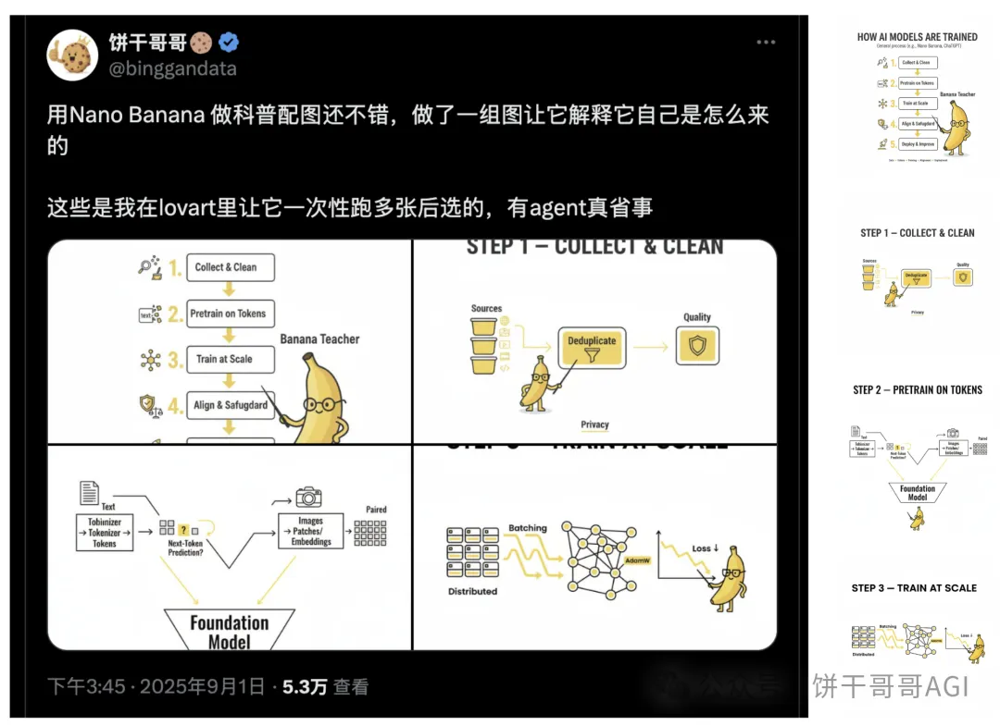 饼干哥哥
@binggandata
用Nano Banana 做科普配图还不错，做了一组图让它解释它自己是怎么来
的
这些是我在lovart里让它一次性跑多张后选的，有agent真省事
1. Collect & Clean
text
2. Pretrain on Tokens
3. Train at Scale
4. Align & Safugdard
Banana Teacher
STEP 1 – COLLECT & CLEAN
Sources
Deduplicate
Quality
Privacy
Text
Tobinizer
→ Tokenizer →
Tokens
?
Next-Token
Prediction?
Images
→ Patches/
Embeddings
Paired
Foundation
Model
TRAIN AT SCALE
Batching
Distributed
AdamW
Loss ↓
下午3:45 · 2025年9月1日 · 5.3万 查看
HOW AI MODELS ARE TRAINED
General process (e.g., Nano Banana, ChatGPT)
1. Collect & Clean
2. Pretrain on Tokens
3. Train at Scale
4. Align & Safugdard
5. Deploy & Improve
Banana Teacher
STEP 1 – COLLECT & CLEAN
Sources
Deduplicate
Quality
Privacy
STEP 2 – PRETRAIN ON TOKENS
Text
Tobinizer
→ Tokenizer →
Tokens
?
Next-Token
Prediction?
Images
→ Patches/
Embeddings
Paired
Foundation
Model
STEP 3 – TRAIN AT SCALE
Batching
Distributed
AdamW
Loss ↓
饼干哥哥AGI